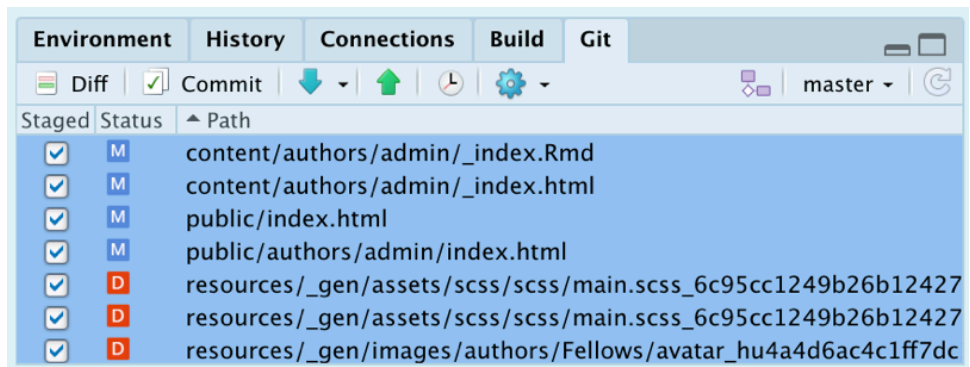 Environment History Connections Build Git
Diff Commit master
Staged Status Path
M content/authors/admin/_index.Rmd
M content/authors/admin/_index.html
M public/index.html
M public/authors/admin/index.html
D resources/_gen/assets/scss/scss/main.scss_6c95cc1249b26b12427
D resources/_gen/assets/scss/scss/main.scss_6c95cc1249b26b12427
D resources/_gen/images/authors/Fellows/avatar_hu4a4d6ac4c1ff7dc